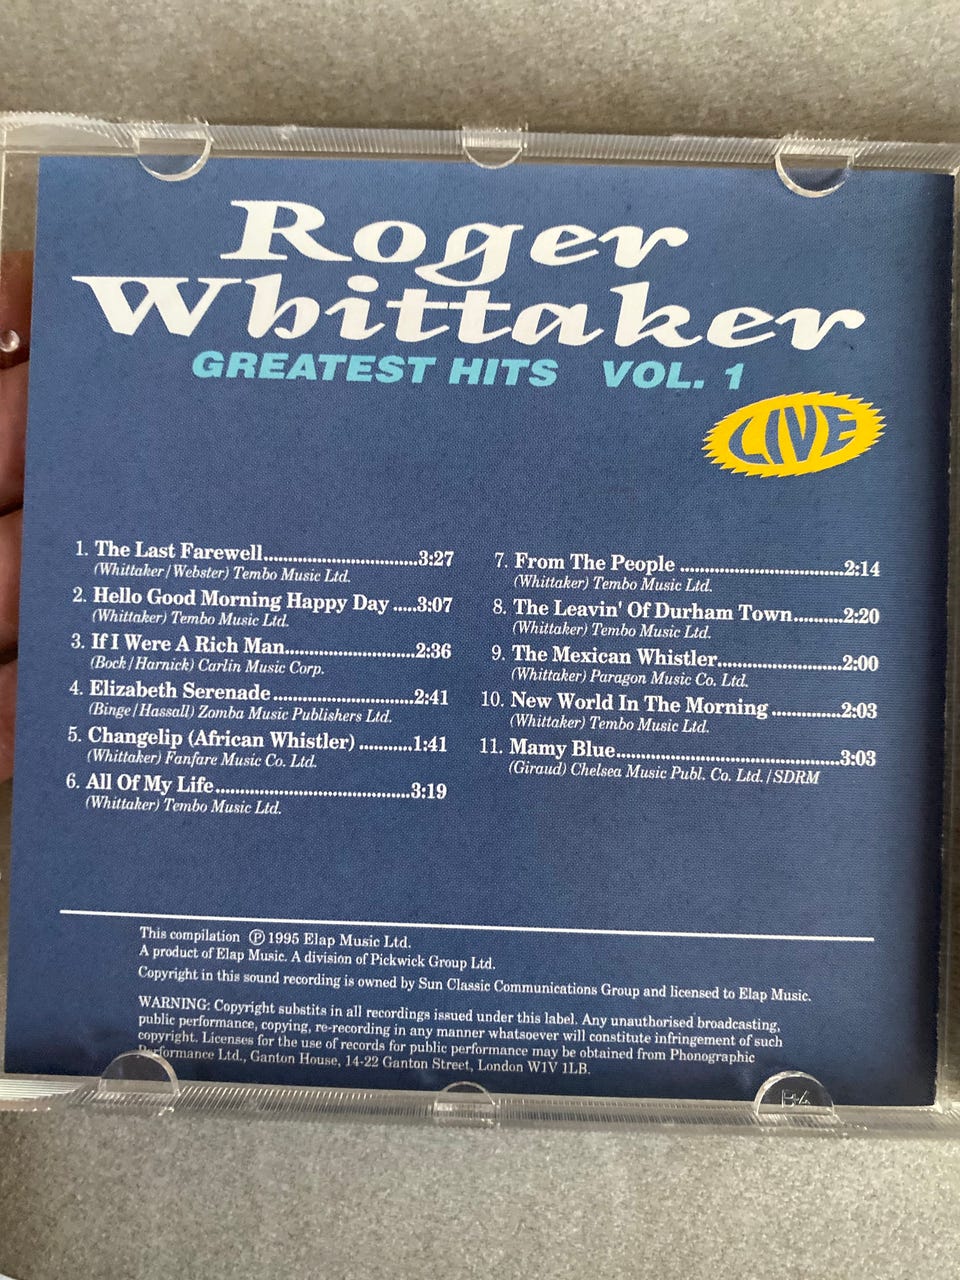 Roger
Whittaker
GREATEST HITS VOL. 1
LIVE
1. The Last Farewell..............................3:27
(Whittaker/Webster) Tembo Music Ltd.
2. Hello Good Morning Happy Day .....3:07
(Whittaker) Tembo Music Ltd.
3. If I Were A Rich Man.........................2:36
(Bock/Harnick) Carlin Music Corp.
4. Elizabeth Serenade ...........................2:41
(Binge/Hassall) Zomba Music Publishers Ltd.
5. Changelip (African Whistler) ..........1:41
(Whittaker) Fanfare Music Co. Ltd.
6. All Of My Life.....................................3:19
(Whittaker) Tembo Music Ltd.
7. From The People ...............................2:14
(Whittaker) Tembo Music Ltd.
8. The Leavin' Of Durham Town..........2:20
(Whittaker) Tembo Music Ltd.
9. The Mexican Whistler........................2:00
(Whittaker) Paragon Music Co. Ltd.
10. New World In The Morning .............2:03
(Whittaker) Tembo Music Ltd.
11. Mamy Blue...........................................3:03
(Giraud) Chelsea Music Publ. Co. Ltd./SDRM
This compilation ℗ 1995 Elap Music Ltd.
A product of Elap Music. A division of Pickwick Group Ltd.
Copyright in this sound recording is owned by Sun Classic Communications Group and licensed to Elap Music.
WARNING: Copyright substits in all recordings issued under this label. Any unauthorised broadcasting,
public performance, copying, re-recording in any manner whatsoever will constitute infringement of such
copyright. Licenses for the use of records for public performance may be obtained from Phonographic
Performance Ltd., Ganton House, 14-22 Ganton Street, London W1V 1LB.